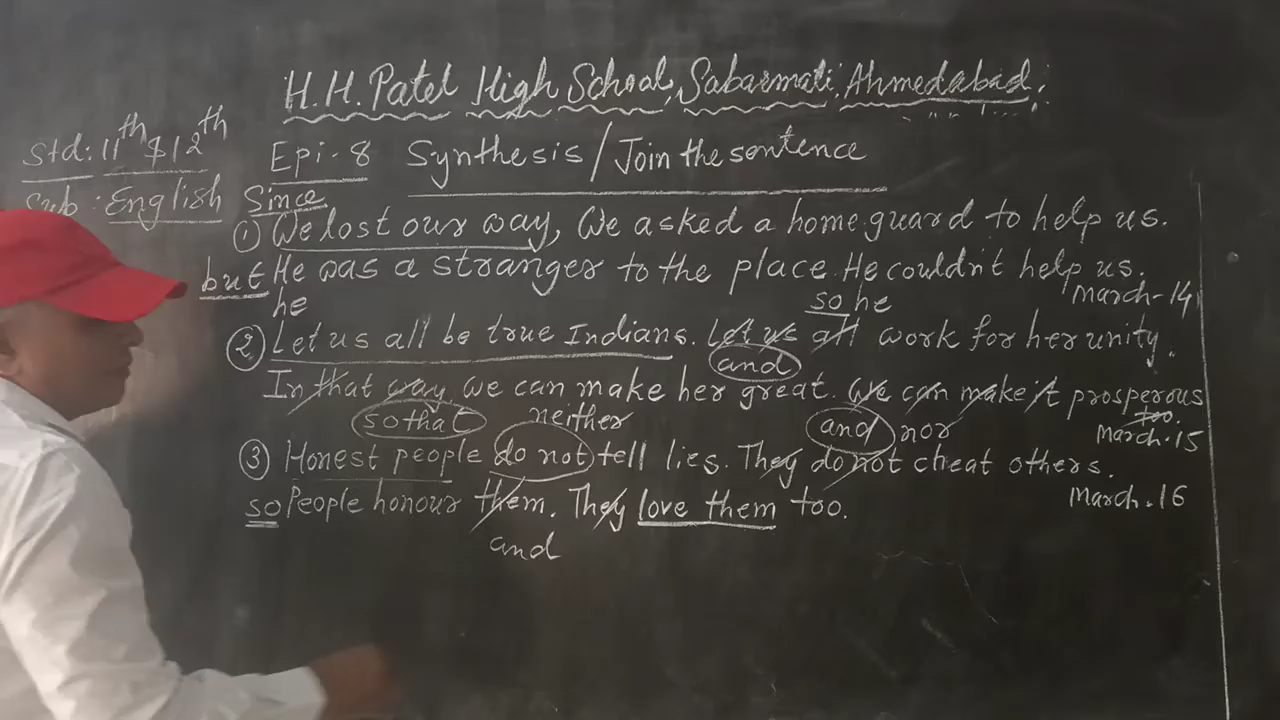 H.H. Patel High School, Sabarmati, Ahmedabad.
Std: 11th & 12th
Sub: English
Epi-8 Synthesis / Join the sentence
Since
① We lost our way, We asked a home guard to help us.
but He was a stranger to the place. He couldn't help us.
he so he March-14
② Let us all be true Indians. Let us all work for her unity.
and
In that way we can make her great. We can make it prosperous too.
so that neither and nor March-15
③ Honest people do not tell lies. They do not cheat others.
so People honour them. They love them too. March-16
and